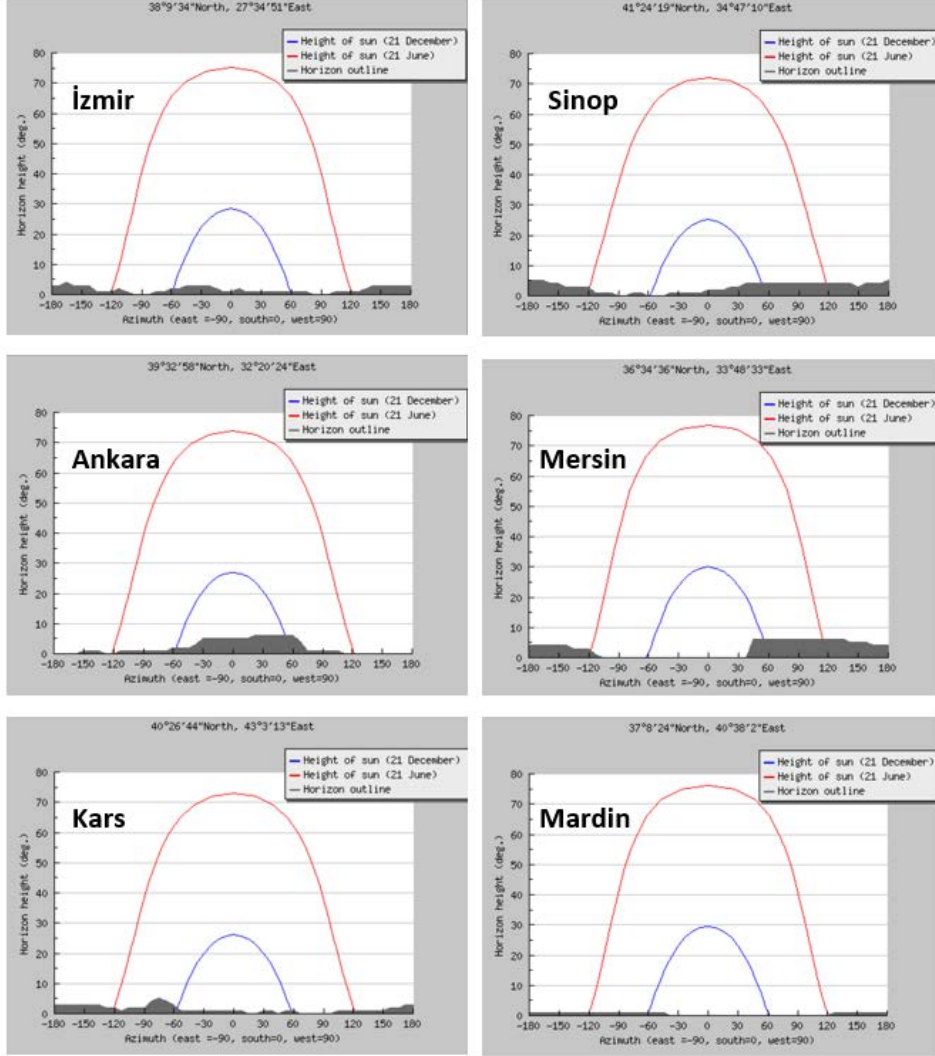 38°9'34"North, 27°34'51"East
Height of sun (21 December)
Height of sun (21 June)
Horizon outline
İzmir
Horizon height (deg.)
80
70
60
50
40
30
20
10
0
-180 -150 -120 -90 -60 -30 0 30 60 90 120 150 180
Azimuth (east =-90, south=0, west=90)
41°24'19"North, 34°47'10"East
Height of sun (21 December)
Height of sun (21 June)
Horizon outline
Sinop
Horizon height (deg.)
80
70
60
50
40
30
20
10
0
-180 -150 -120 -90 -60 -30 0 30 60 90 120 150 180
Azimuth (east =-90, south=0, west=90)
39°32'58"North, 32°20'24"East
Height of sun (21 December)
Height of sun (21 June)
Horizon outline
Ankara
Horizon height (deg.)
80
70
60
50
40
30
20
10
0
-180 -150 -120 -90 -60 -30 0 30 60 90 120 150 180
Azimuth (east =-90, south=0, west=90)
36°34'36"North, 33°48'33"East
Height of sun (21 December)
Height of sun (21 June)
Horizon outline
Mersin
Horizon height (deg.)
80
70
60
50
40
30
20
10
0
-180 -150 -120 -90 -60 -30 0 30 60 90 120 150 180
Azimuth (east =-90, south=0, west=90)
40°26'44"North, 43°3'13"East
Height of sun (21 December)
Height of sun (21 June)
Horizon outline
Kars
Horizon height (deg.)
80
70
60
50
40
30
20
10
0
-180 -150 -120 -90 -60 -30 0 30 60 90 120 150 180
Azimuth (east =-90, south=0, west=90)
37°8'24"North, 40°38'2"East
Height of sun (21 December)
Height of sun (21 June)
Horizon outline
Mardin
Horizon height (deg.)
80
70
60
50
40
30
20
10
0
-180 -150 -120 -90 -60 -30 0 30 60 90 120 150 180
Azimuth (east =-90, south=0, west=90)